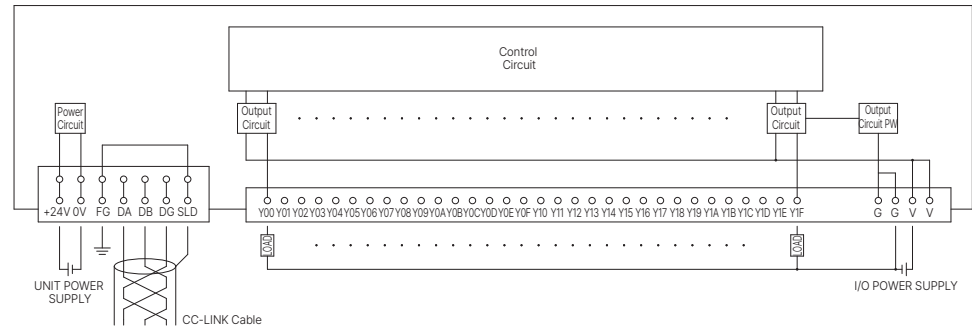 Control
Circuit
Power
Circuit
Output
Circuit
Output
Circuit
Output
Circuit PW
+24V 0V FG DA DB DG SLD
Y00 Y01 Y02 Y03 Y04 Y05 Y06 Y07 Y08 Y09 Y0A Y0B Y0C Y0D Y0E Y0F Y10 Y11 Y12 Y13 Y14 Y15 Y16 Y17 Y18 Y19 Y1A Y1B Y1C Y1D Y1E Y1F G G V V
LOAD
LOAD
UNIT POWER
SUPPLY
I/O POWER SUPPLY
CC-LINK Cable